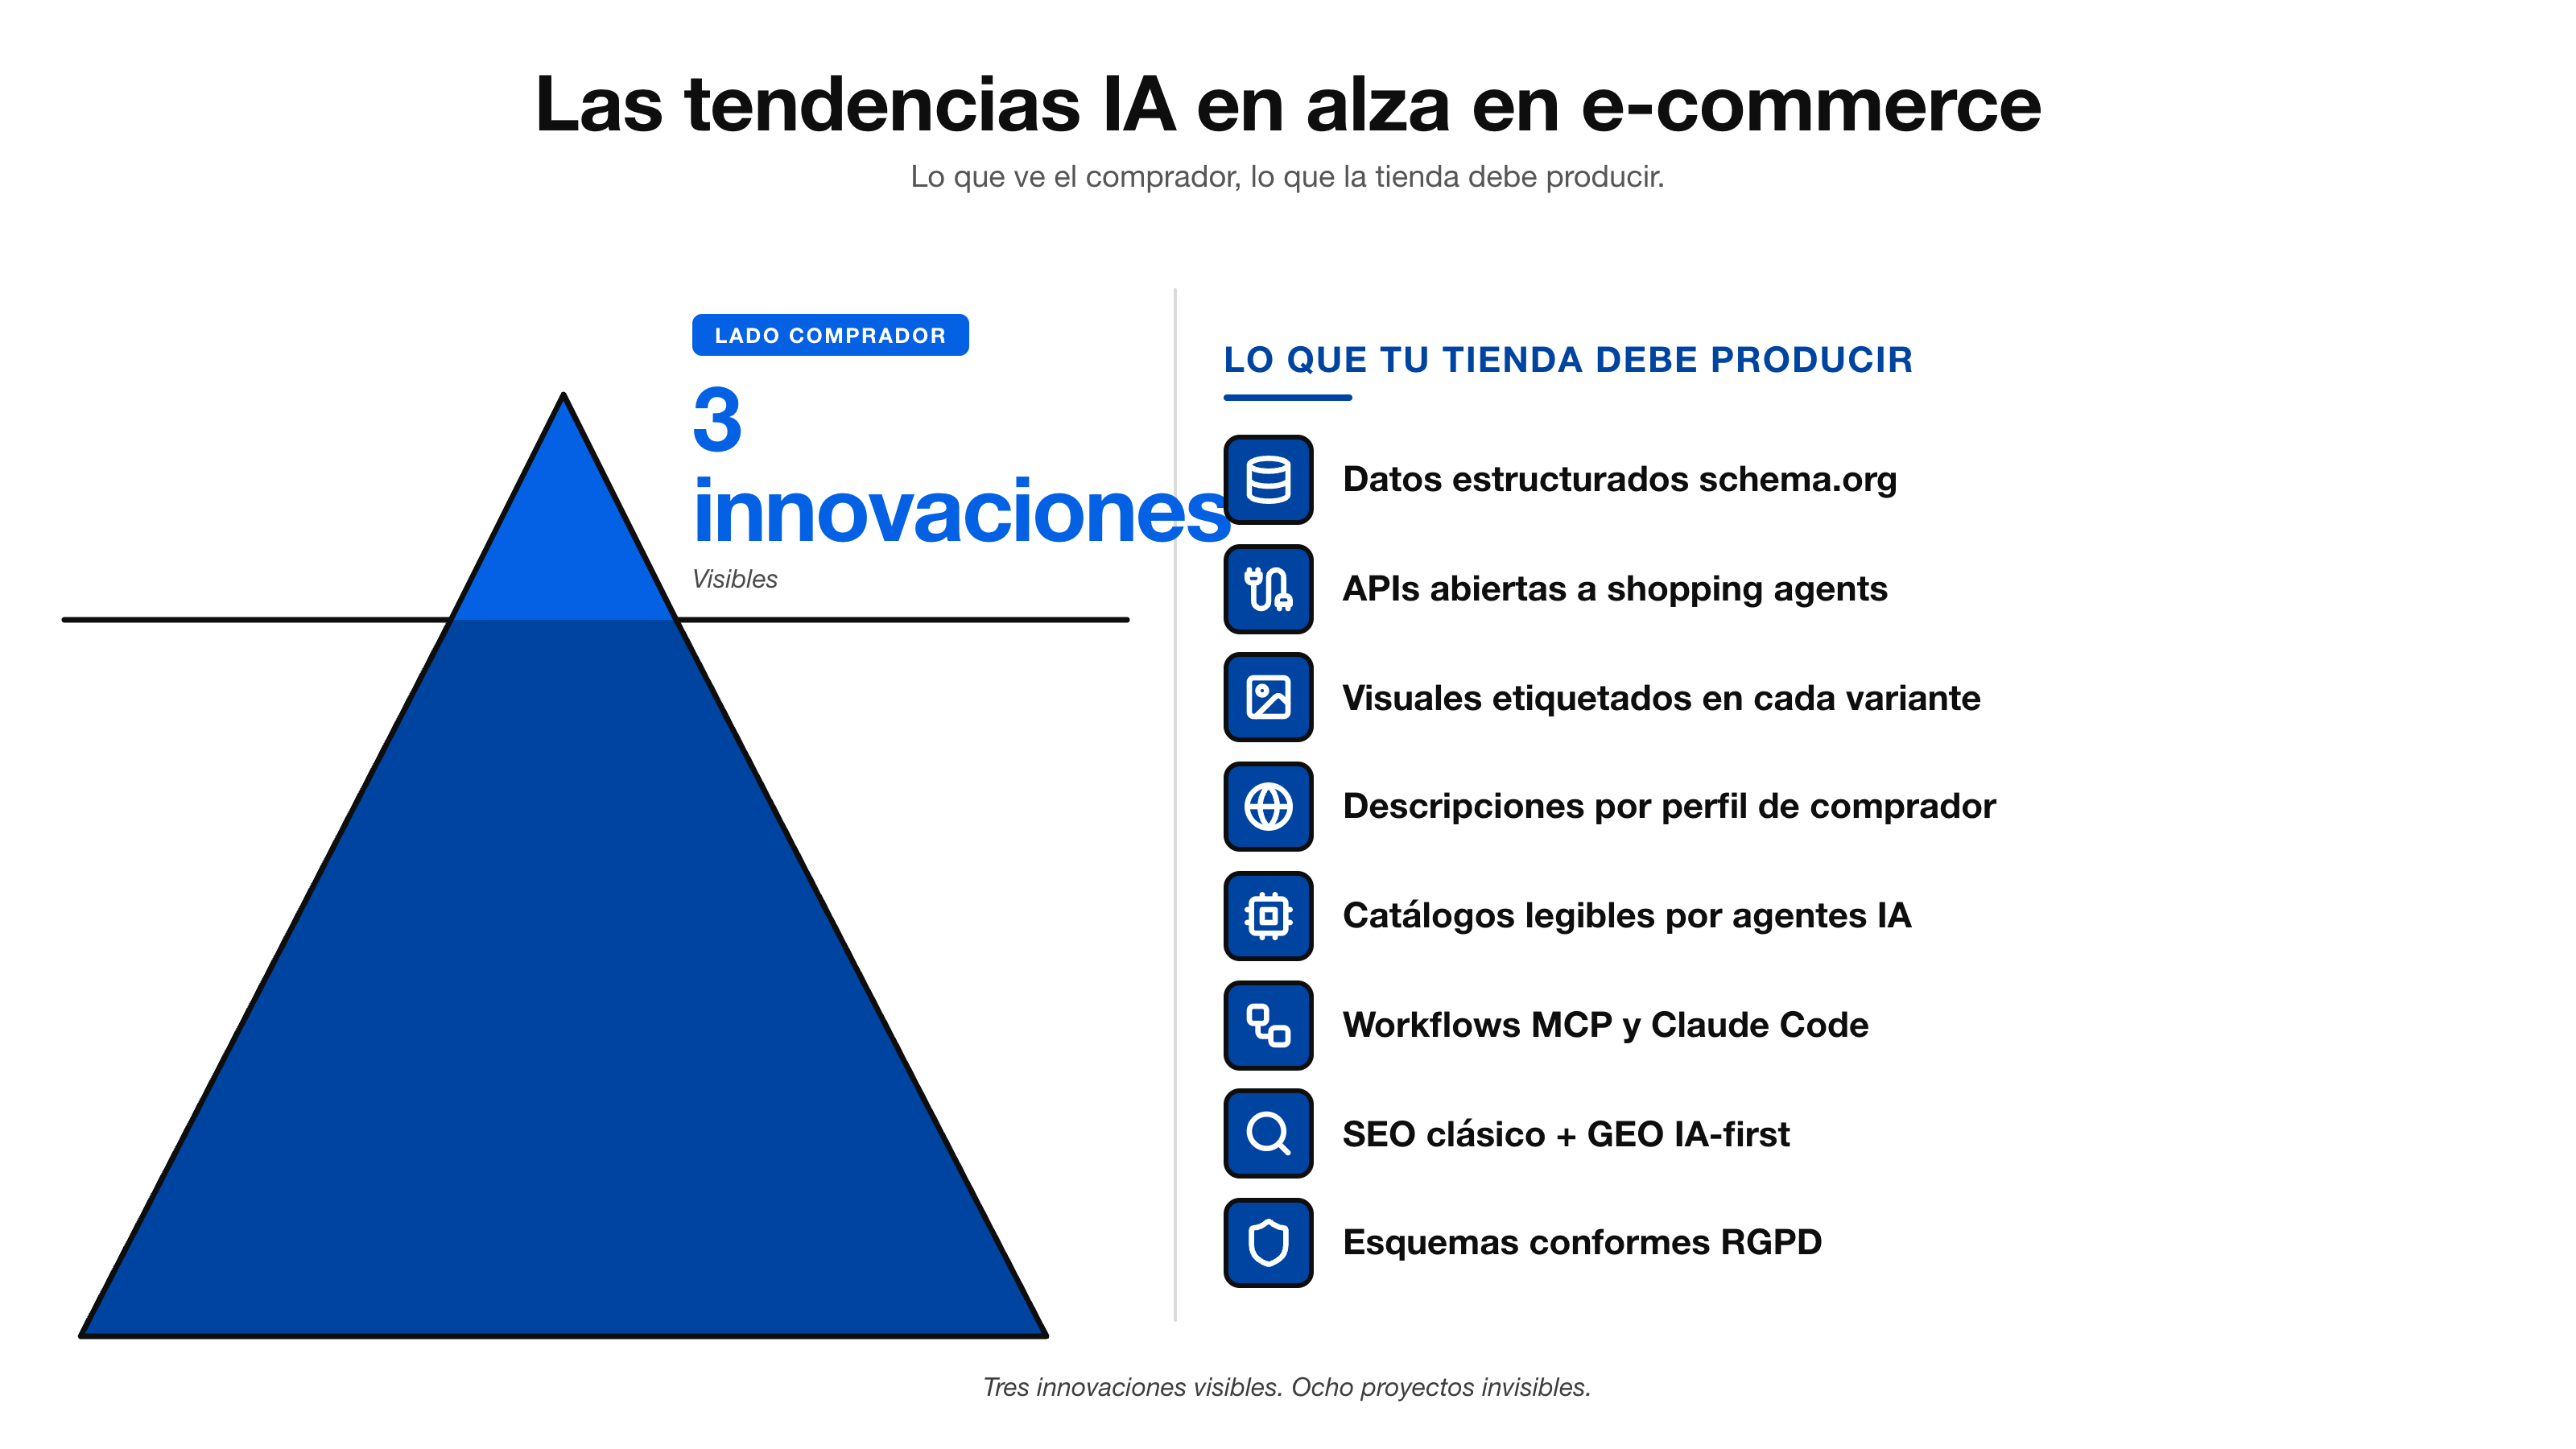 Las tendencias IA en alza en e-commerce
Lo que ve el comprador, lo que la tienda debe producir.
LADO COMPRADOR
3
innovaciones
Visibles
LO QUE TU TIENDA DEBE PRODUCIR
Datos estructurados schema.org
APIs abiertas a shopping agents
Visuales etiquetados en cada variante
Descripciones por perfil de comprador
Catálogos legibles por agentes IA
Workflows MCP y Claude Code
SEO clásico + GEO IA-first
Esquemas conformes RGPD
Tres innovaciones visibles. Ocho proyectos invisibles.